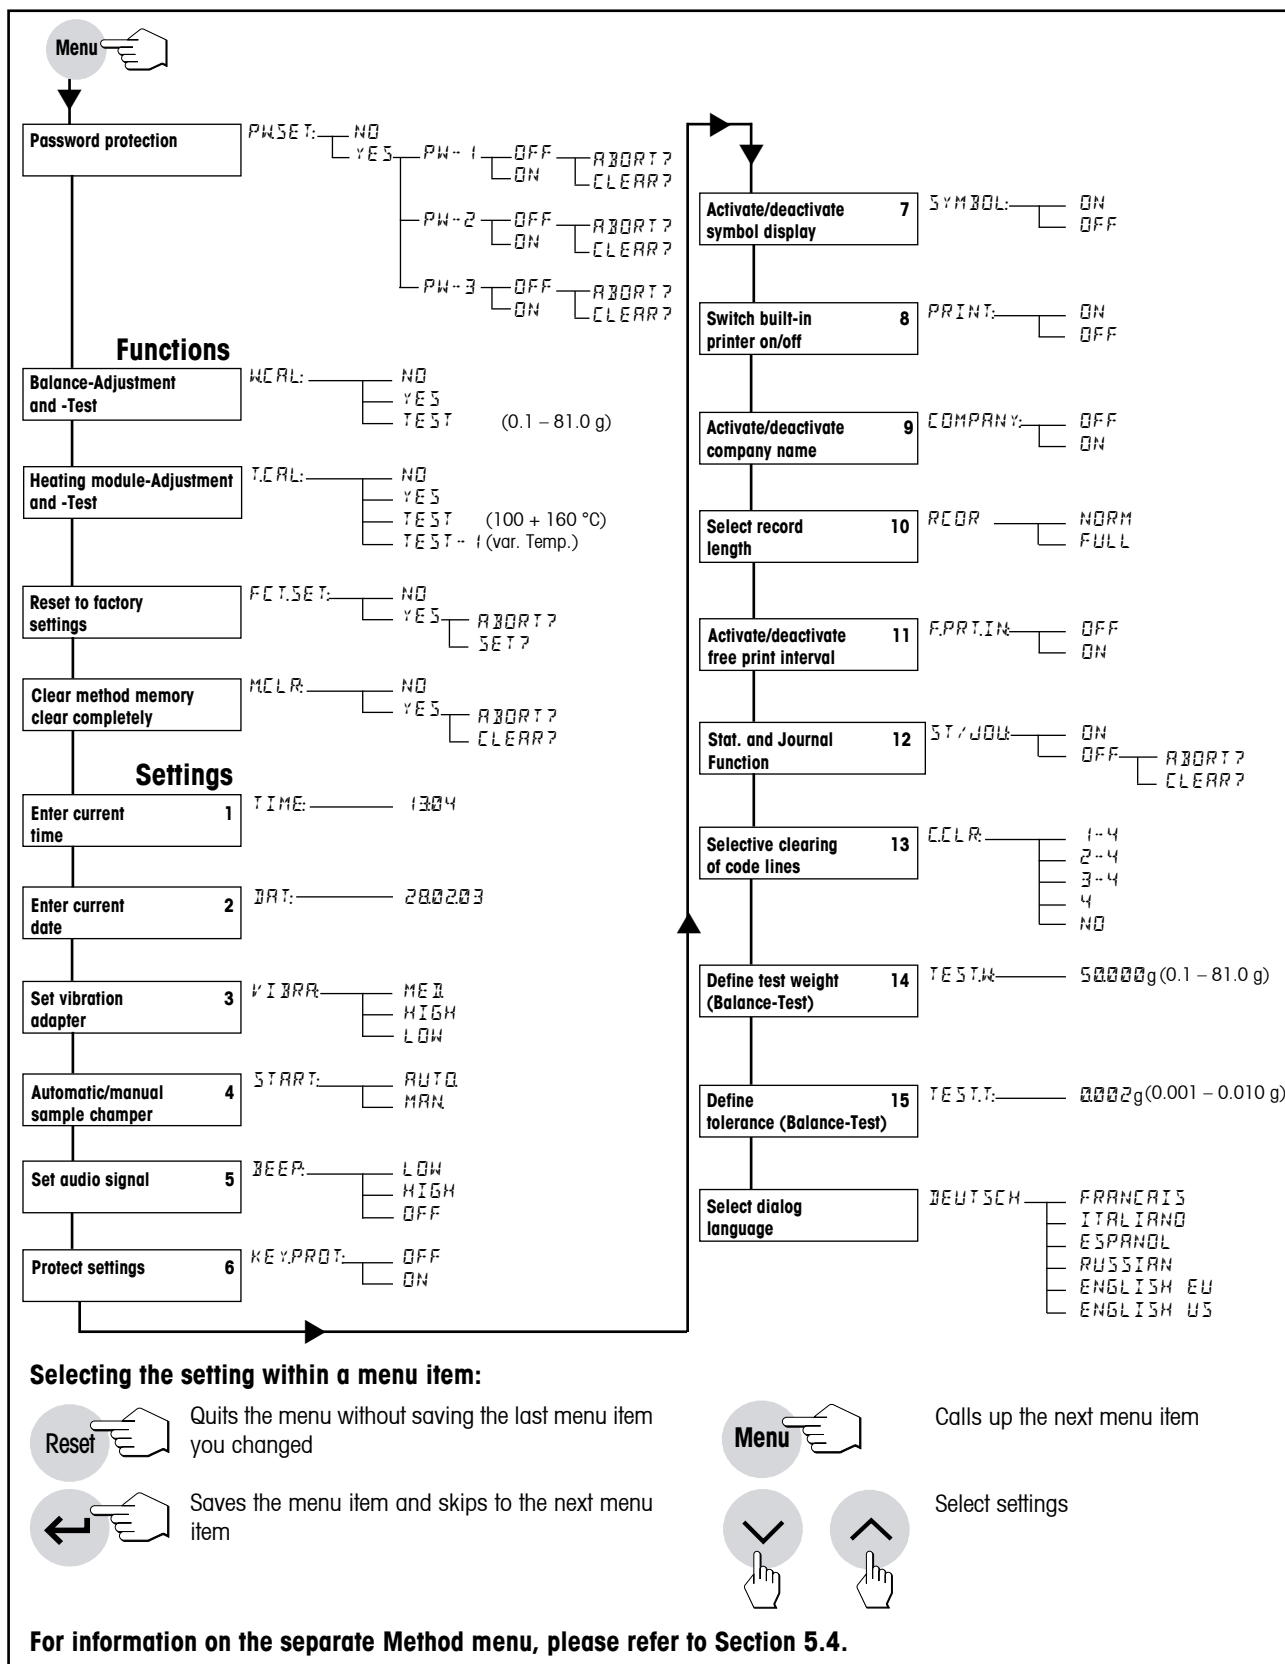 Menu
Password protection
PW.SET: NO
YES PW-1 OFF ABORT?
ON CLEAR?
PW-2 OFF ABORT?
ON CLEAR?
PW-3 OFF ABORT?
ON CLEAR?
Functions
Balance-Adjustment
and -Test
W.CAL: NO
YES
TEST (0.1 – 81.0 g)
Heating module-Adjustment
and -Test
T.CAL: NO
YES
TEST (100 + 160 °C)
TEST-1 (var. Temp.)
Reset to factory
settings
FCT.SET: NO
YES ABORT?
SET?
Clear method memory
clear completely
M.CLR: NO
YES ABORT?
CLEAR?
Settings
Enter current 1
time
TIME: 13:04
Enter current 2
date
DAT: 28.02.03
Set vibration 3
adapter
VIBRA: MED.
HIGH
LOW
Automatic/manual 4
sample champer
START: AUTO.
MAN.
Set audio signal 5
BEEP: LOW
HIGH
OFF
Protect settings 6
KEY.PROT: OFF
ON
Activate/deactivate 7
symbol display
SYMBOL: ON
OFF
Switch built-in 8
printer on/off
PRINT: ON
OFF
Activate/deactivate 9
company name
COMPANY: OFF
ON
Select record 10
length
RCOR NORM
FULL
Activate/deactivate 11
free print interval
F.PRT.IN: OFF
ON
Stat. and Journal 12
Function
ST/JOU: ON
OFF ABORT?
CLEAR?
Selective clearing 13
of code lines
C.CLR: 1-4
2-4
3-4
4
NO
Define test weight 14
(Balance-Test)
TEST.W: 50.000g (0.1 – 81.0 g)
Define 15
tolerance (Balance-Test)
TEST.T: 0.002g (0.001 – 0.010 g)
Select dialog
language
DEUTSCH FRANCAIS
ITALIANO
ESPANOL
RUSSIAN
ENGLISH EU
ENGLISH US
Selecting the setting within a menu item:
Reset
Quits the menu without saving the last menu item
you changed
Saves the menu item and skips to the next menu
item
Menu
Calls up the next menu item
Select settings
For information on the separate Method menu, please refer to Section 5.4.